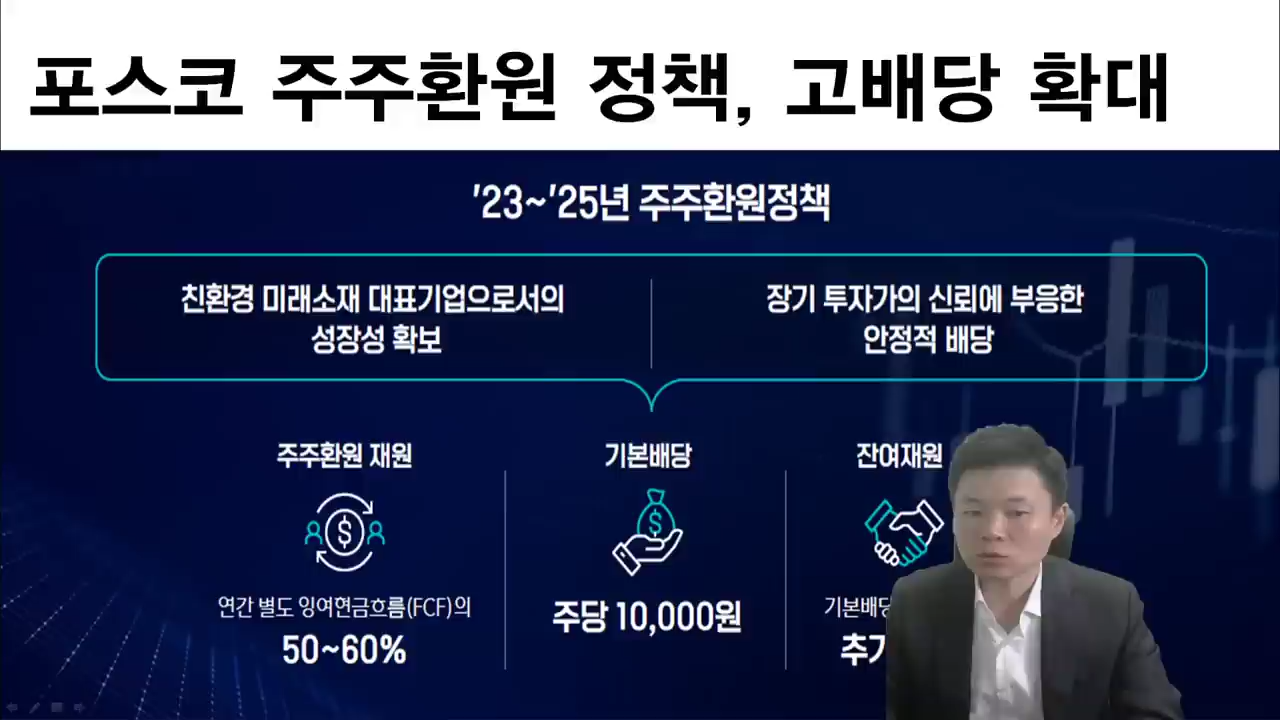 포스코 주주환원 정책, 고배당 확대
'23~'25년 주주환원정책
친환경 미래소재 대표기업으로서의
성장성 확보
장기 투자가의 신뢰에 부응한
안정적 배당
주주환원 재원
연간 별도 잉여현금흐름(FCF)의
50~60%
기본배당
주당 10,000원
잔여재원
기본배당